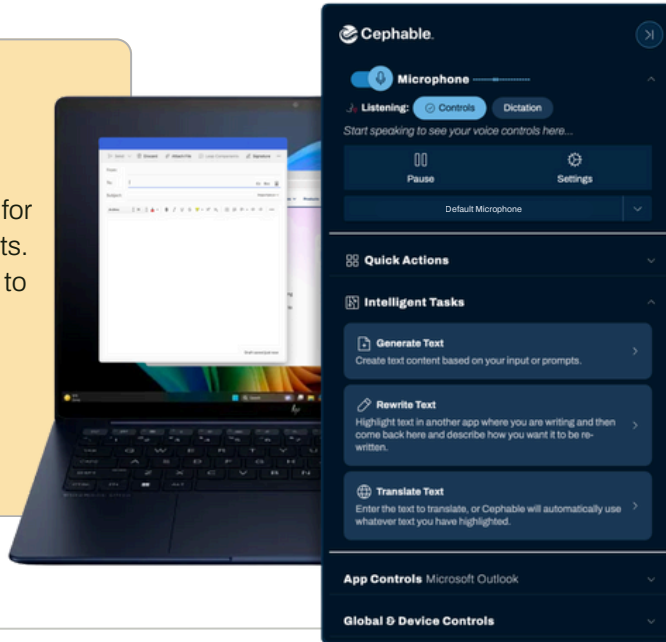 for
ts.
to
Cephable.
Microphone
Listening: Controls Dictation
Start speaking to see your voice controls here...
Pause Settings
Default Microphone
Quick Actions
Intelligent Tasks
Generate Text
Create text content based on your input or prompts.
Rewrite Text
Highlight text in another app where you are writing and then
come back here and describe how you want it to be re-
written.
Translate Text
Enter the text to translate, or Cephable will automatically use
whatever text you have highlighted.
App Controls Microsoft Outlook
Global & Device Controls
From:
To:
Subject:
hp